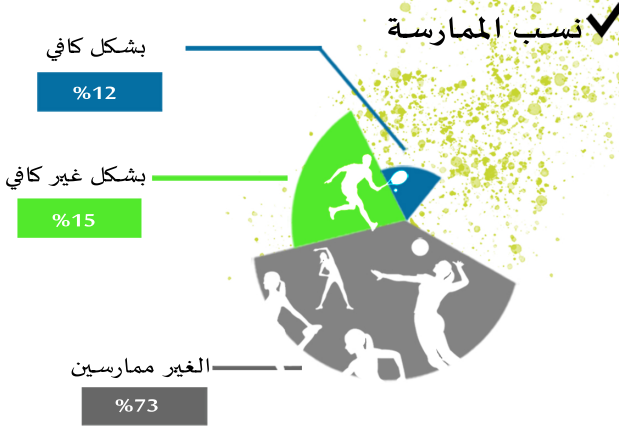 نسب الممارسة
بشكل كافي
%12
بشكل غير كافي
%15
الغير ممارسين
%73